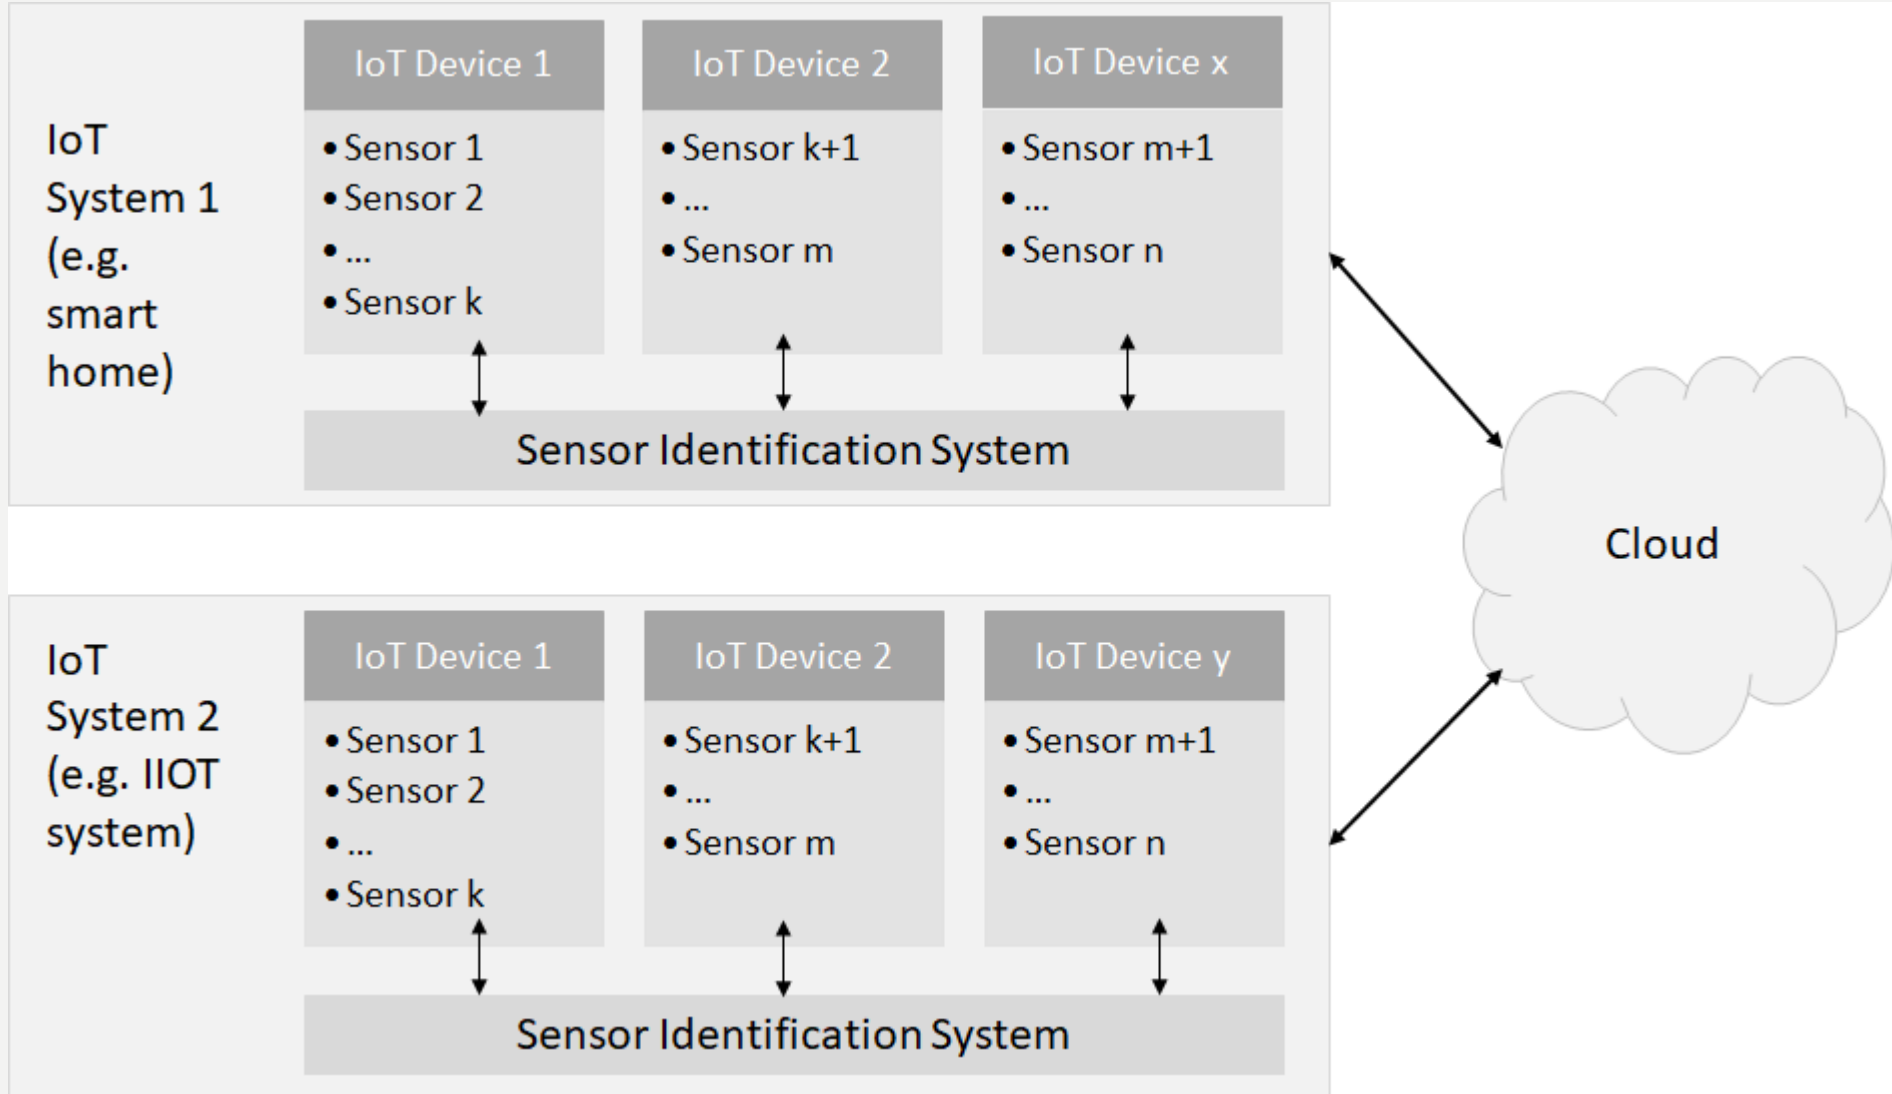 IoT
System 1
(e.g.
smart
home)
IoT Device 1
• Sensor 1
• Sensor 2
• ...
• Sensor k
IoT Device 2
• Sensor k+1
• ...
• Sensor m
IoT Device x
• Sensor m+1
• ...
• Sensor n
Sensor Identification System
Cloud
IoT
System 2
(e.g. IIOT
system)
IoT Device 1
• Sensor 1
• Sensor 2
• ...
• Sensor k
IoT Device 2
• Sensor k+1
• ...
• Sensor m
IoT Device y
• Sensor m+1
• ...
• Sensor n
Sensor Identification System